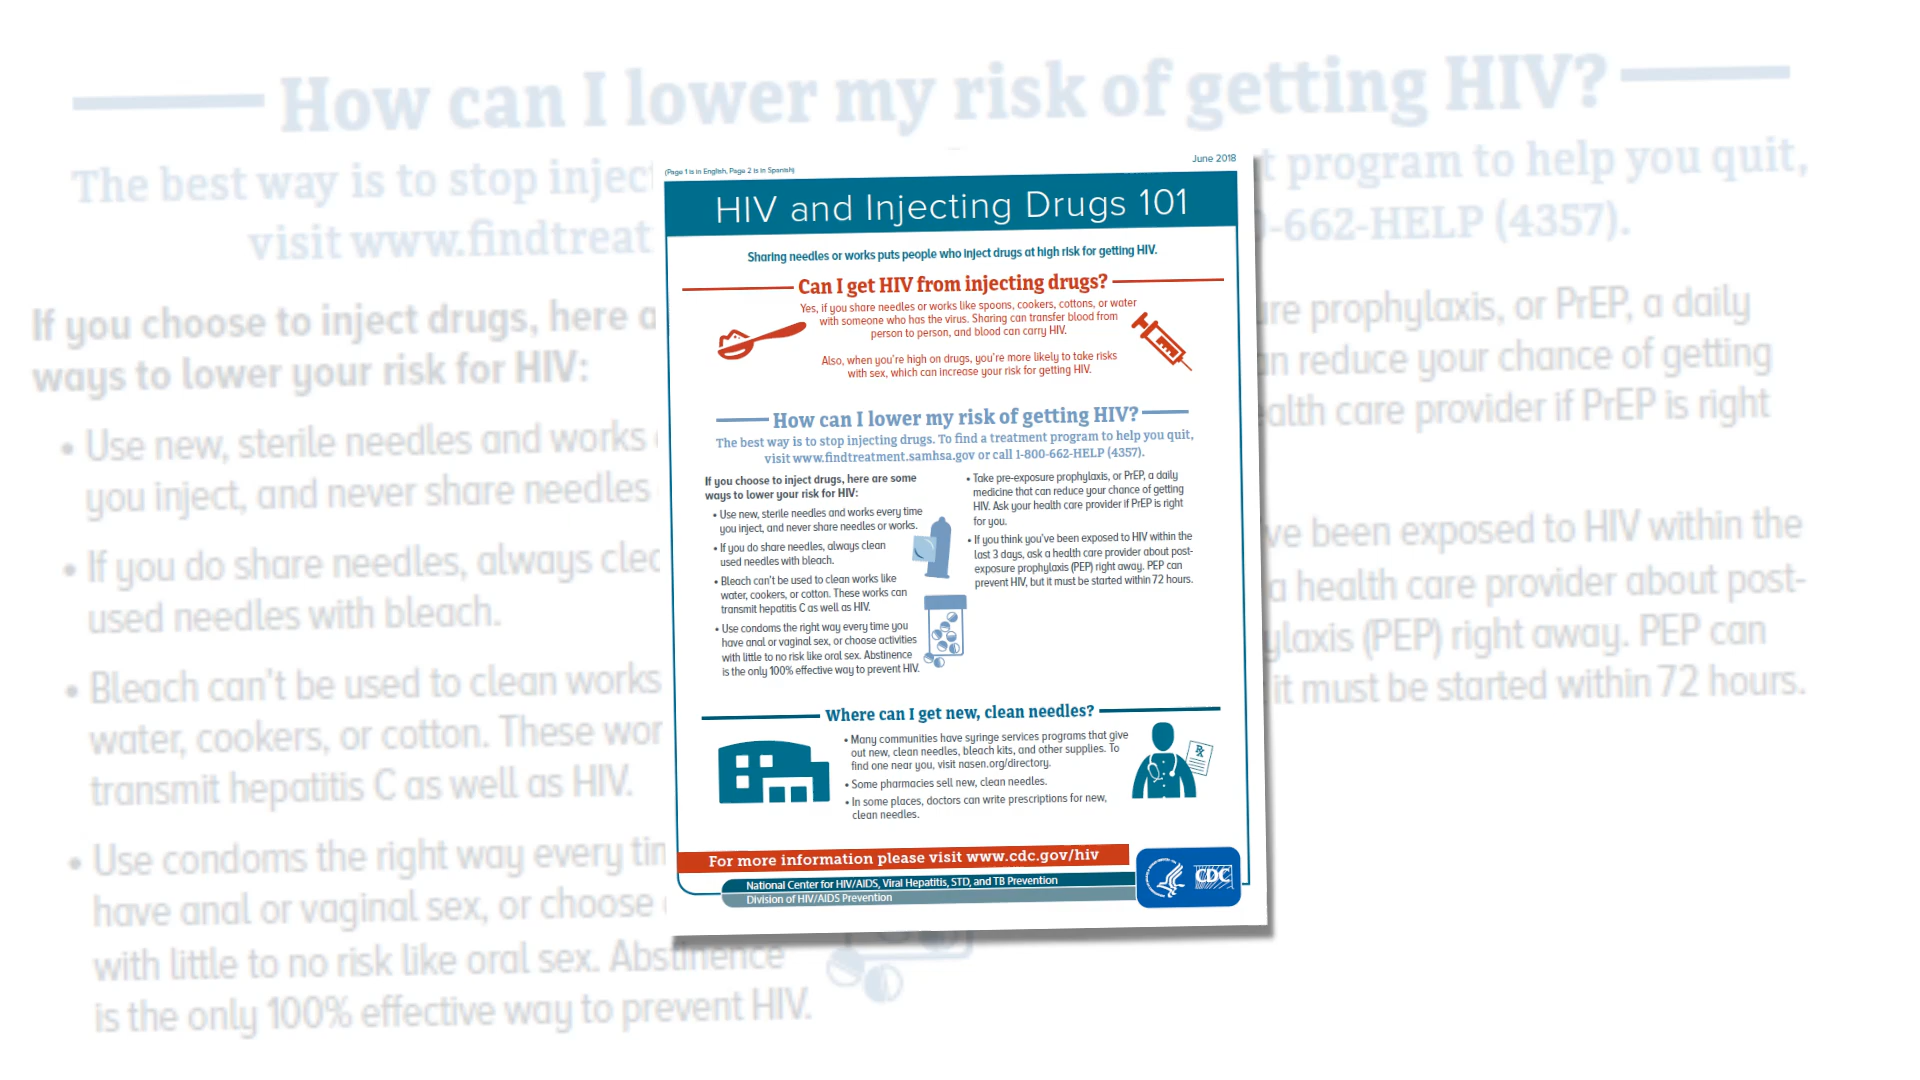 How can I lower my risk of getting HIV?
The best way is to stop injec
t program to help you quit,
visit www.findtreat
-662-HELP (4357).
If you choose to inject drugs, here a
ways to lower your risk for HIV:
• Use new, sterile needles and works
you inject, and never share needles
• If you do share needles, always clea
used needles with bleach.
• Bleach can't be used to clean works
water, cookers, or cotton. These wor
transmit hepatitis C as well as HIV.
• Use condoms the right way every tim
have anal or vaginal sex, or choose
with little to no risk like oral sex. Abstinence
is the only 100% effective way to prevent HIV.
ure prophylaxis, or PrEP, a daily
an reduce your chance of getting
ealth care provider if PrEP is right
ve been exposed to HIV within the
a health care provider about post-
ylaxis (PEP) right away. PEP can
it must be started within 72 hours.
(Page 1 is in English, Page 2 is in Spanish)
June 2018
HIV and Injecting Drugs 101
Sharing needles or works puts people who inject drugs at high risk for getting HIV.
Can I get HIV from injecting drugs?
Yes, if you share needles or works like spoons, cookers, cottons, or water
with someone who has the virus. Sharing can transfer blood from
person to person, and blood can carry HIV.
Also, when you're high on drugs, you're more likely to take risks
with sex, which can increase your risk for getting HIV.
How can I lower my risk of getting HIV?
The best way is to stop injecting drugs. To find a treatment program to help you quit,
visit www.findtreatment.samhsa.gov or call 1-800-662-HELP (4357).
If you choose to inject drugs, here are some
ways to lower your risk for HIV:
• Use new, sterile needles and works every time
you inject, and never share needles or works.
• If you do share needles, always clean
used needles with bleach.
• Bleach can't be used to clean works like
water, cookers, or cotton. These works can
transmit hepatitis C as well as HIV.
• Use condoms the right way every time you
have anal or vaginal sex, or choose activities
with little to no risk like oral sex. Abstinence
is the only 100% effective way to prevent HIV.
• Take pre-exposure prophylaxis, or PrEP, a daily
medicine that can reduce your chance of getting
HIV. Ask your health care provider if PrEP is right
for you.
• If you think you've been exposed to HIV within the
last 3 days, ask a health care provider about post-
exposure prophylaxis (PEP) right away. PEP can
prevent HIV, but it must be started within 72 hours.
Where can I get new, clean needles?
• Many communities have syringe services programs that give
out new, clean needles, bleach kits, and other supplies. To
find one near you, visit nasen.org/directory.
• Some pharmacies sell new, clean needles.
• In some places, doctors can write prescriptions for new,
clean needles.
Rx
For more information please visit www.cdc.gov/hiv
National Center for HIV/AIDS, Viral Hepatitis, STD, and TB Prevention
Division of HIV/AIDS Prevention
CDC